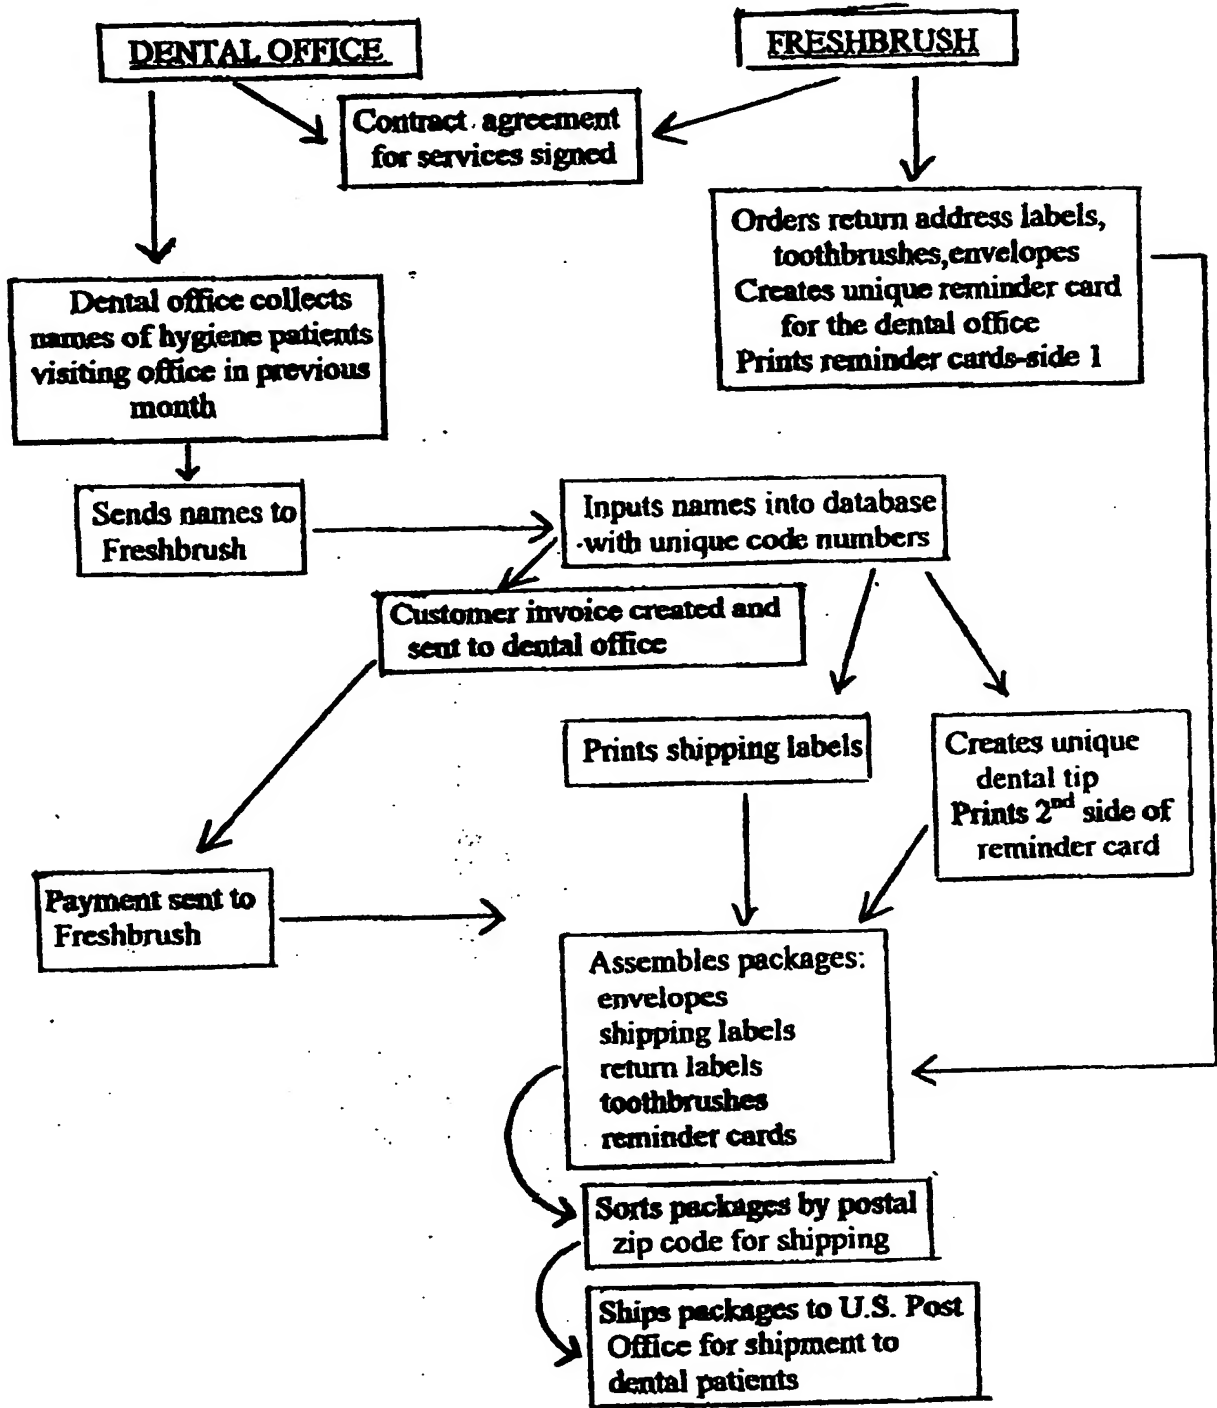 DENTAL OFFICE
FRESHBRUSH
Contract agreement
for services signed
Orders return address labels,
toothbrushes,envelopes
Creates unique reminder card
for the dental office
Prints reminder cards-side 1
Dental office collects
names of hygiene patients
visiting office in previous
month
Sends names to
Freshbrush
Inputs names into database
with unique code numbers
Customer invoice created and
sent to dental office
Prints shipping labels
Creates unique
dental tip
Prints 2nd side of
reminder card
Payment sent to
Freshbrush
Assembles packages:
envelopes
shipping labels
return labels
toothbrushes
reminder cards
Sorts packages by postal
zip code for shipping
Ships packages to U.S. Post
Office for shipment to
dental patients